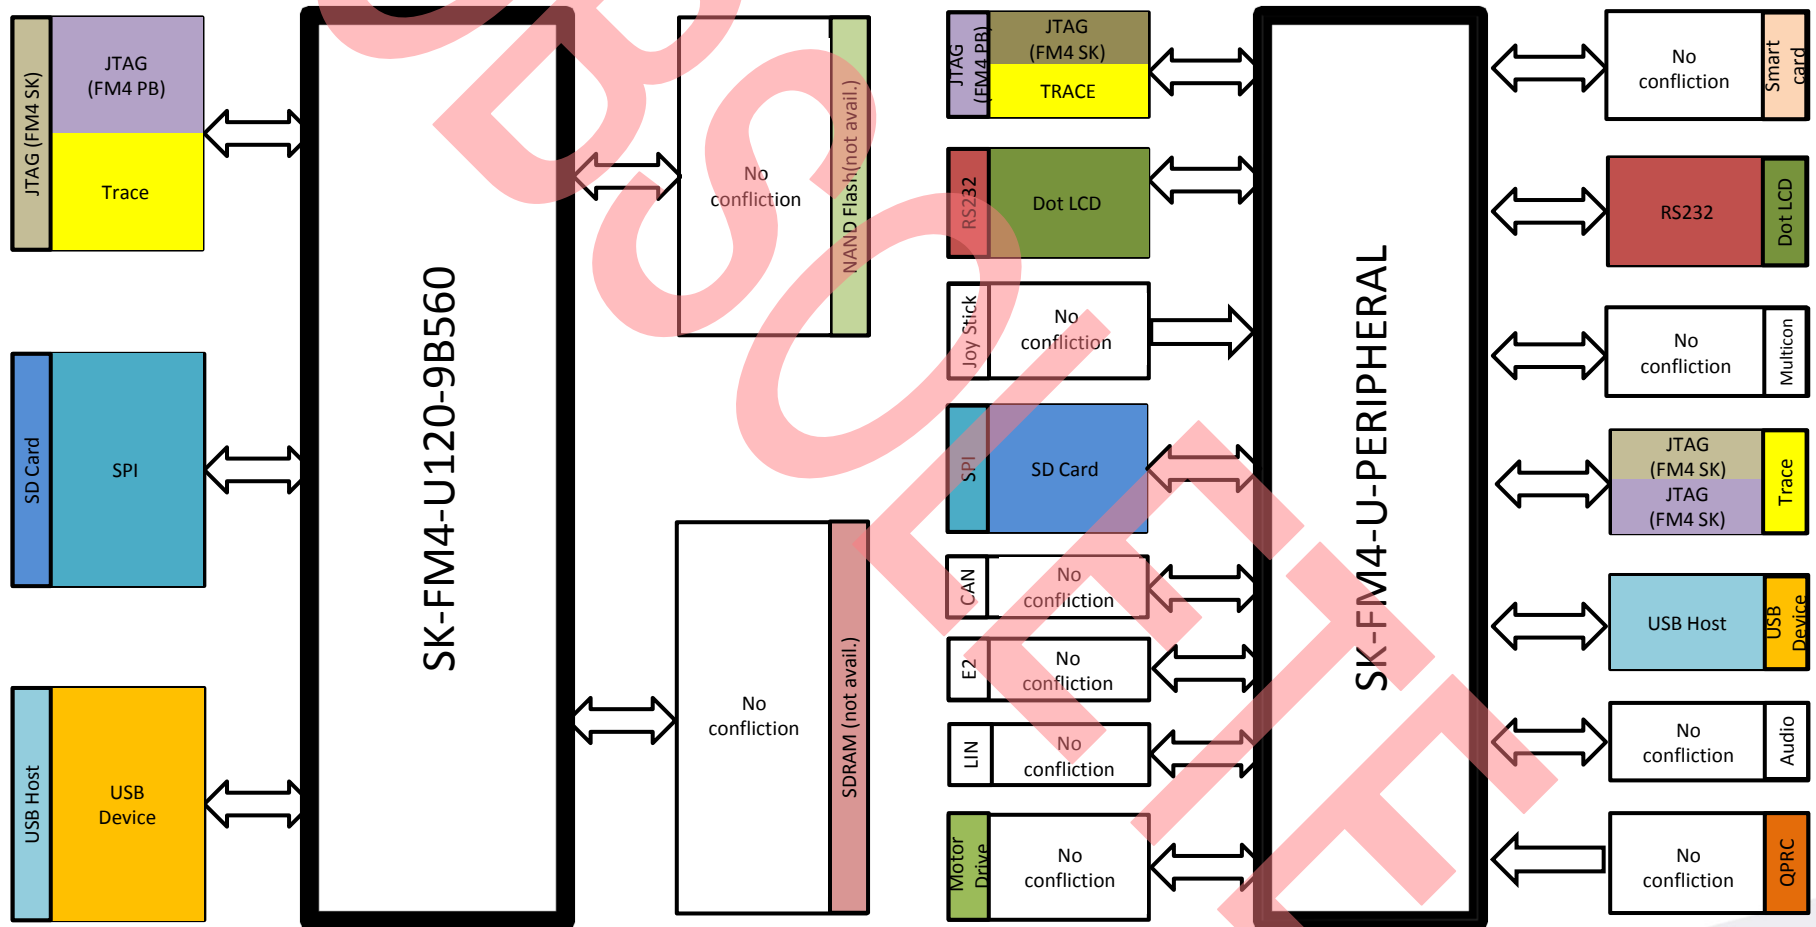 JTAG (FM4 SK)
JTAG
(FM4 PB)
Trace
SD Card
SPI
USB Host
USB
Device
SK-FM4-U120-9B560
No
confliction
NAND Flash(not avail.)
No
confliction
SDRAM (not avail.)
JTAG
(FM4 PB)
JTAG
(FM4 SK)
TRACE
RS232
Dot LCD
Joy Stick
No
confliction
SPI
SD Card
CAN
No
confliction
E2
No
confliction
LIN
No
confliction
Motor
Drive
No
confliction
SK-FM4-U-PERIPHERAL
No
confliction
Smart
card
RS232
Dot LCD
No
confliction
Multicon
JTAG
(FM4 SK)
JTAG
(FM4 SK)
Trace
USB Host
USB
Device
No
confliction
Audio
No
confliction
QPRC
OBSOLETE